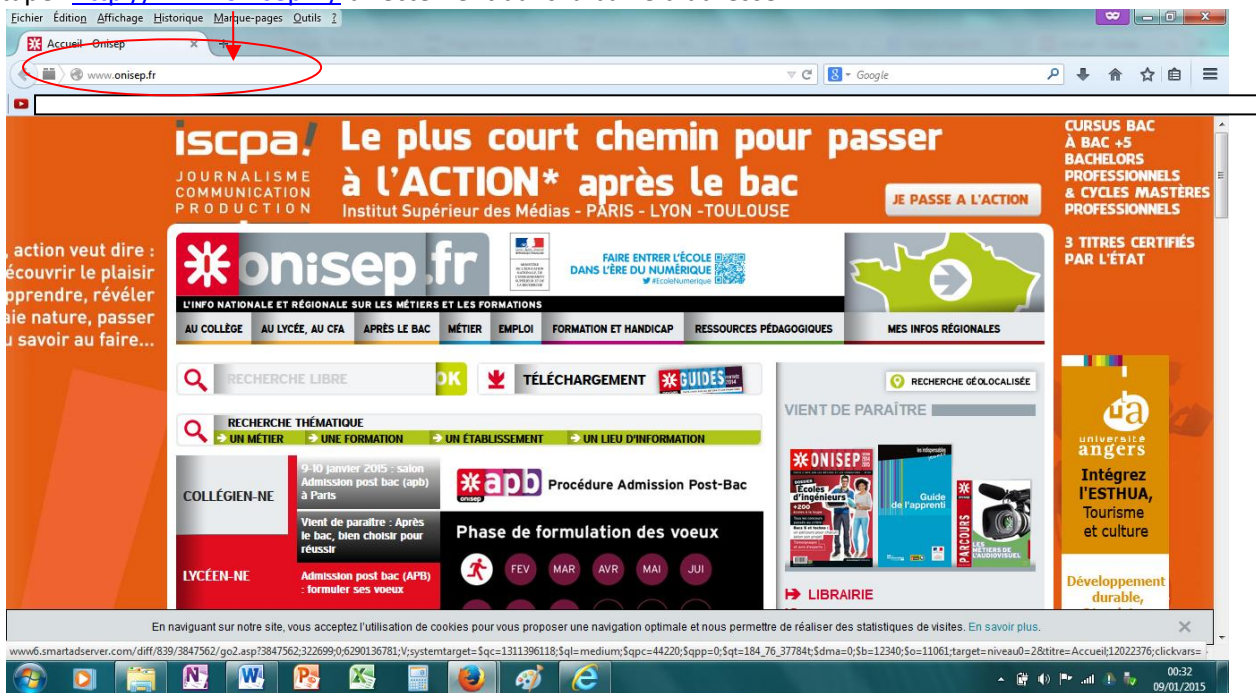 http://www.onisep.fr/
Fichier Édition Affichage Historique Marque-pages Outils ?
Accueil - Onisep
www.onisep.fr
Google
iscpa!
JOURNALISME
COMMUNICATION
PRODUCTION
Le plus court chemin pour passer
à l'ACTION* après le bac
Institut Supérieur des Médias - PARIS - LYON -TOULOUSE
JE PASSE A L'ACTION
CURSUS BAC
À BAC +5
BACHELORS
PROFESSIONNELS
& CYCLES MASTÈRES
PROFESSIONNELS
3 TITRES CERTIFIÉS
PAR L'ÉTAT
, action veut dire :
écouvrir le plaisir
pprendre, révéler
aie nature, passer
u savoir au faire...
onisep.fr
L'INFO NATIONALE ET RÉGIONALE SUR LES MÉTIERS ET LES FORMATIONS
FAIRE ENTRER L'ÉCOLE
DANS L'ÈRE DU NUMÉRIQUE
#EcoleNumerique
AU COLLÈGE AU LYCÉE, AU CFA APRÈS LE BAC MÉTIER EMPLOI FORMATION ET HANDICAP RESSOURCES PÉDAGOGIQUES MES INFOS RÉGIONALES
RECHERCHE LIBRE OK
TÉLÉCHARGEMENT GUIDES 2014
RECHERCHE GÉOLOCALISÉE
RECHERCHE THÉMATIQUE
UN MÉTIER UNE FORMATION UN ÉTABLISSEMENT UN LIEU D'INFORMATION
VIENT DE PARAÎTRE
COLLÉGIEN-NE
9-10 janvier 2015 : salon
Admission post bac (apb)
à Paris
Vient de paraître : Après
le bac, bien choisir pour
réussir
LYCÉEN-NE
Admission post bac (APB)
: formuler ses voeux
onisep
apb Procédure Admission Post-Bac
Phase de formulation des voeux
FEV MAR AVR MAI JUI
ONISEP
DOSSIER
Écoles
d'ingénieurs
+200
les indispensables
Guide
de l'apprenti
PARCOURS
LES
MÉTIERS DE
L'AUDIOVISUEL
LIBRAIRIE
ua
université
angers
Intégrez
l'ESTHUA,
Tourisme
et culture
Développement
durable,
En naviguant sur notre site, vous acceptez l'utilisation de cookies pour vous proposer une navigation optimale et nous permettre de réaliser des statistiques de visites. En savoir plus.
www6.smartadserver.com/diff/839/3847562/go2.asp?3847562;322699;0;6290136781;V;systemtarget=$qc=1311396118;$ql=medium;$qpc=44220;$qpp=0;$qt=184_76_37784t;$dma=0;$b=12340;$o=11061;target=niveau0=2&titre=Accueil;12022376;clickvars=
00:32
09/01/2015